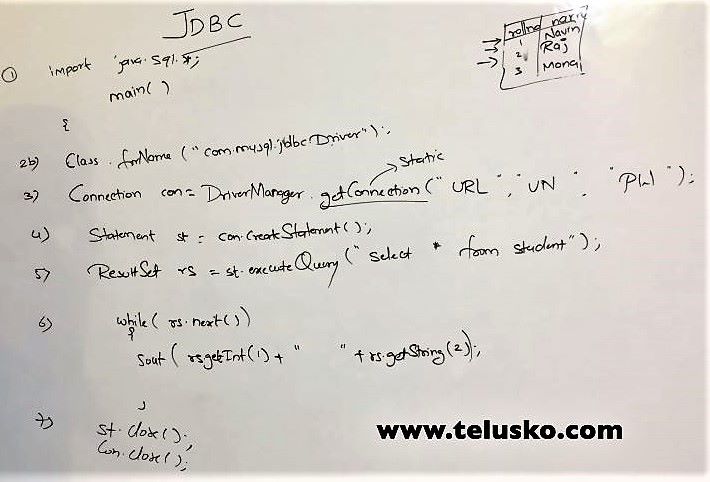 JDBC
rollno name
1 Navin
2 Raj
3 Mona
1) import java.sql.*;
main()
{
2b) Class.forName("com.mysql.jdbc.Driver");
static
3) Connection con = DriverManager.getConnection("URL","UN","PW");
4) Statement st = con.createStatement();
5) ResultSet rs = st.executeQuery("select * from student");
6) while(rs.next())
{
sout(rs.getInt(1)+" "+rs.getString(2));
}
7) st.close();
con.close();
www.telusko.com